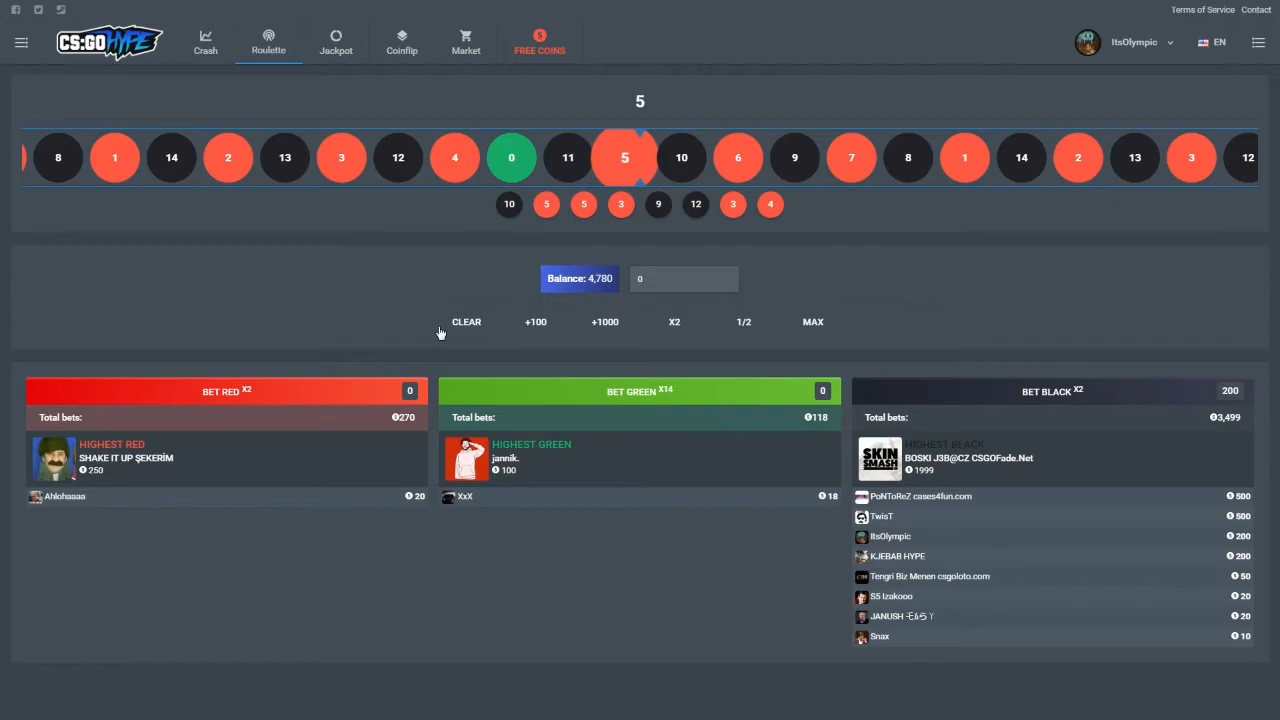 Terms of Service Contact
CS:GO HYPE
Crash
Roulette
Jackpot
Coinflip
Market
FREE COINS
ItsOlympic
EN
5
8 1 14 2 13 3 12 4 0 11 5 10 6 9 7 8 1 14 2 13 3 12
10 5 5 3 9 12 3 4
Balance: 4,780
0
CLEAR +100 +1000 X2 1/2 MAX
BET RED X2 0
Total bets: 270
HIGHEST RED
SHAKE IT UP ŞEKERİM
250
Ahlohaaaa 20
BET GREEN X14 0
Total bets: 118
HIGHEST GREEN
jannik.
100
XxX 18
BET BLACK X2 200
Total bets: 3,499
SKIN
SMASH
HIGHEST BLACK
BOSKI J3B@CZ CSGOFade.Net
1999
PoNToReZ cases4fun.com 500
TwisT 500
ItsOlympic 200
KJEBAB HYPE 200
Tengri Biz Menen csgoloto.com 50
S5 Izakooo 20
JANUSH 20
Snax 10